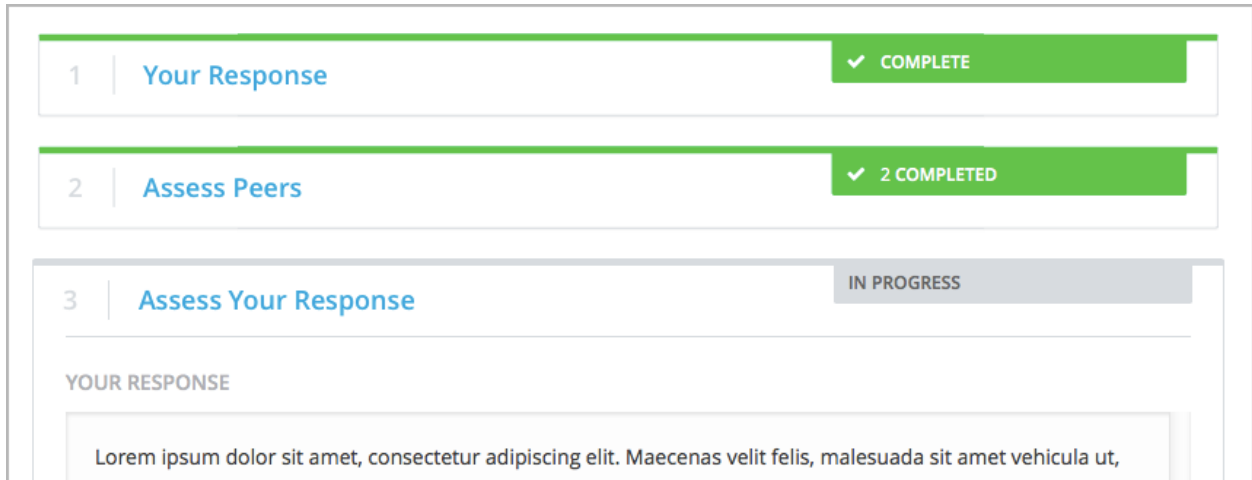 1 Your Response ✔ COMPLETE
2 Assess Peers ✔ 2 COMPLETED
3 Assess Your Response IN PROGRESS
YOUR RESPONSE
Lorem ipsum dolor sit amet, consectetur adipiscing elit. Maecenas velit felis, malesuada sit amet vehicula ut,